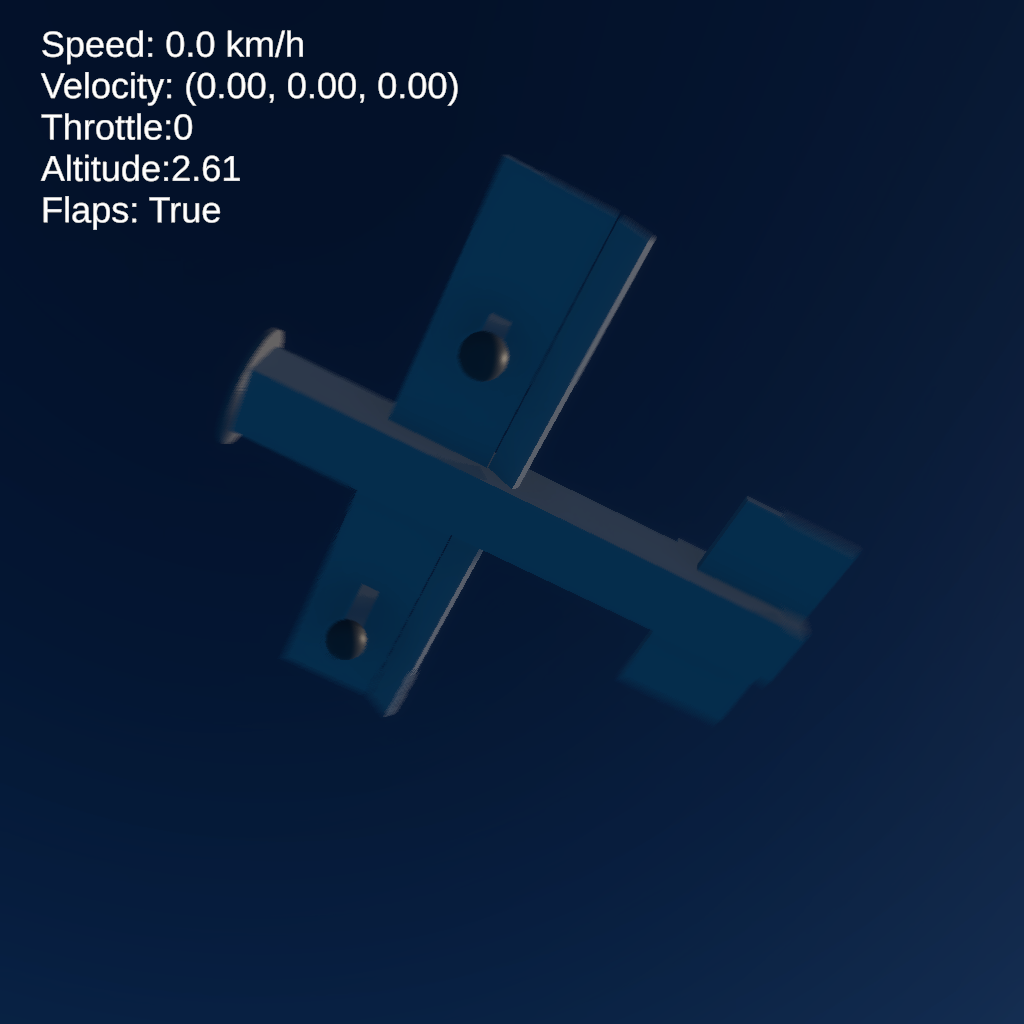 Speed: 0.0 km/h
Velocity: (0.00, 0.00, 0.00)
Throttle:0
Altitude:2.61
Flaps: True